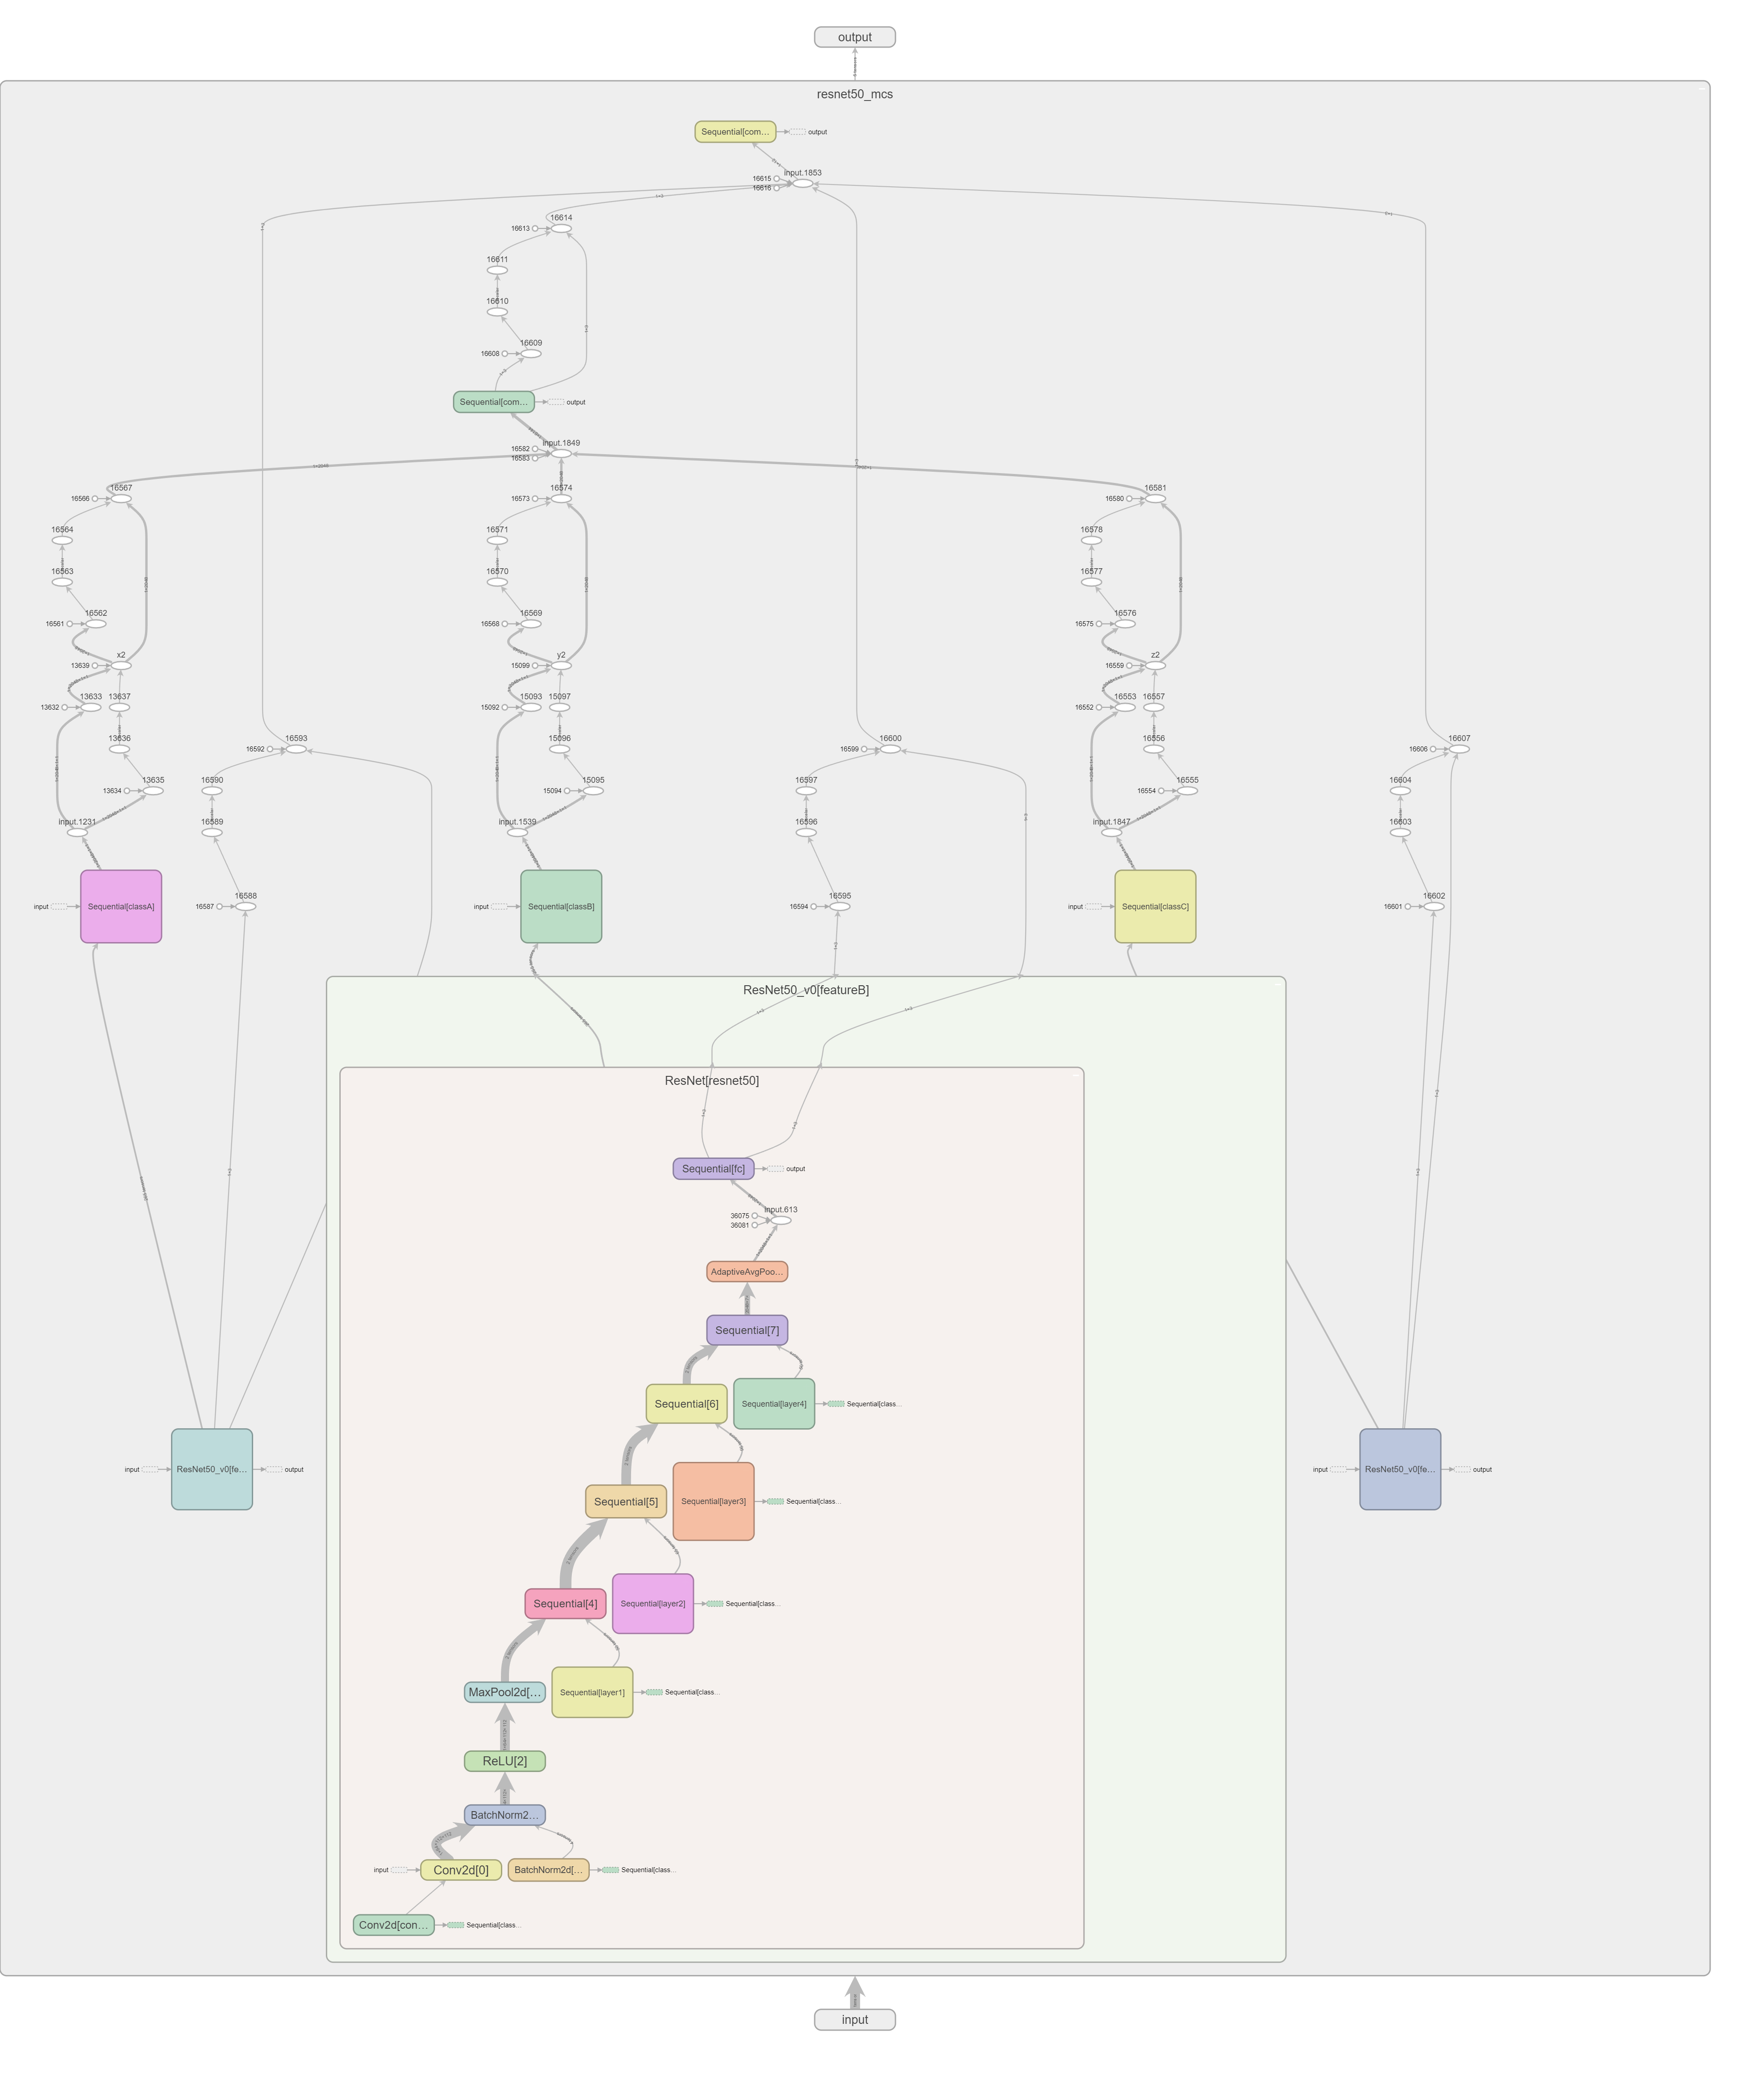 output
resnet50_mcs
Sequential[com...
output
input.1853
16615
16616
16614
16613
16611
16610
16609
16608
Sequential[com...
output
input.1849
16582
16583
16567
16566
16574
16573
16581
16580
16564
16571
16578
16563
16570
16577
16562
16561
16569
16568
16576
16575
x2
13639
y2
15099
z2
16559
13633
13632
13637
15093
15092
15097
16553
16552
16557
13636
16593
16592
15096
16600
16599
16556
16607
16606
13635
13634
16590
15095
15094
16597
16555
16554
16604
input.1231
16589
input.1539
16596
input.1847
16603
input
Sequential[classA]
16588
16587
input
Sequential[classB]
16595
16594
input
Sequential[classC]
16602
16601
ResNet50_v0[featureB]
ResNet[resnet50]
Sequential[fc]
output
input.613
36075
36081
AdaptiveAvgPoo...
Sequential[7]
Sequential[6]
Sequential[layer4]
Sequential[class...
input
ResNet50_v0[fe...
output
input
ResNet50_v0[fe...
output
Sequential[5]
Sequential[layer3]
Sequential[class...
Sequential[4]
Sequential[layer2]
Sequential[class...
MaxPool2d[...
Sequential[layer1]
Sequential[class...
ReLU[2]
BatchNorm2...
input
Conv2d[0]
BatchNorm2d[...
Sequential[class...
Conv2d[con...
Sequential[class...
input